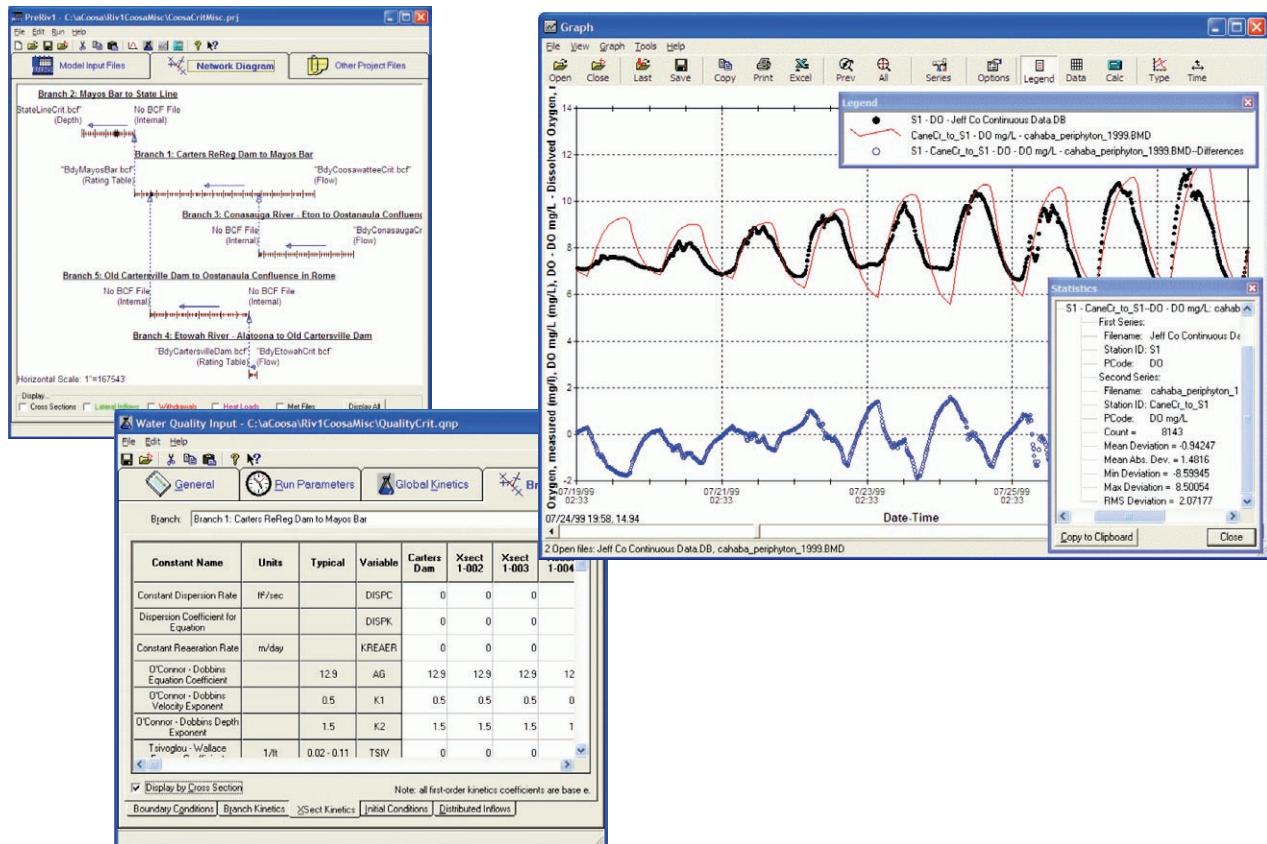 PreRiv1 - C:\aCoosa\Riv1CoosaMisc\CoosaCritMisc.prj
File Edit Run Help
Model Input Files
Network Diagram
Other Project Files
Branch 2: Mayos Bar to State Line
StateLineCrit.bcf" No BCF File
(Depth) (Internal)
Branch 1: Carters ReReg Dam to Mayos Bar
"BdyMayosBar.bcf" "BdyCoosawatteeCrit.bcf"
(Rating Table) (Flow)
Branch 3: Conasauga River - Eton to Oostanaula Confluenc
No BCF File "BdyConasaugaCr
(Internal) (Flow)
Branch 5: Old Cartersville Dam to Oostanaula Confluence in Rome
No BCF File No BCF File
(Internal) (Internal)
Branch 4: Etowah River - Alatoona to Old Cartersville Dam
"BdyCartersvilleDam.bcf" "BdyEtowahCrit.bcf"
(Rating Table) (Flow)
Horizontal Scale: 1"=167543'
Display...
Cross Sections Lateral Inflows Withdrawals Heat Loads Met Files Display All
Graph
File View Graph Tools Help
Open Close Last Save Copy Print Excel Prev All Series Options Legend Data Calc Type Time
Legend
S1 - DO - Jeff Co Continuous Data.DB
CaneCr_to_S1 - DO mg/L - cahaba_periphyton_1999.BMD
S1 - CaneCr_to_S1 - DO - DO mg/L - cahaba_periphyton_1999.BMD--Differences
Oxygen, measured (mg/l), DO - DO mg/L (mg/L), DO mg/L - Dissolved Oxygen,
14
12
10
8
6
4
2
0
-2
07/19/99 07/21/99 07/23/99 07/25/99
02:33 02:33 02:33 02:33
Date-Time
07/24/99 19:58, 14.94
2 Open files: Jeff Co Continuous Data.DB, cahaba_periphyton_1999.BMD
Statistics
S1 - CaneCr_to_S1--DO - DO mg/L: cahab
First Series:
Filename: Jeff Co Continuous Da
Station ID: S1
PCode: DO
Second Series:
Filename: cahaba_periphyton_1
Station ID: CaneCr_to_S1
PCode: DO mg/L
Count = 8143
Mean Deviation = -0.94247
Mean Abs. Dev. = 1.4816
Min Deviation = -8.59945
Max Deviation = 8.50054
RMS Deviation = 2.07177
Copy to Clipboard Close
Water Quality Input - C:\aCoosa\Riv1CoosaMisc\QualityCrit.qnp
File Edit Help
General Run Parameters Global Kinetics Br
Branch: Branch 1: Carters ReReg Dam to Mayos Bar
Constant Name Units Typical Variable Carters Dam Xsect 1-002 Xsect 1-003 1-004
Constant Dispersion Rate ft²/sec DISPC 0 0 0
Dispersion Coefficient for Equation DISPK 0 0 0
Constant Reaeration Rate m/day KREAER 0 0 0
O'Connor - Dobbins Equation Coefficient 12.9 AG 12.9 12.9 12.9 12
O'Connor - Dobbins Velocity Exponent 0.5 K1 0.5 0.5 0.5 0
O'Connor - Dobbins Depth Exponent 1.5 K2 1.5 1.5 1.5 1
Tsivoglou - Wallace 1/ft 0.02 - 0.11 TSIV 0 0 0
Display by Cross Section Note: all first-order kinetics coefficients are base e.
Boundary Conditions Branch Kinetics XSect Kinetics Initial Conditions Distributed Inflows